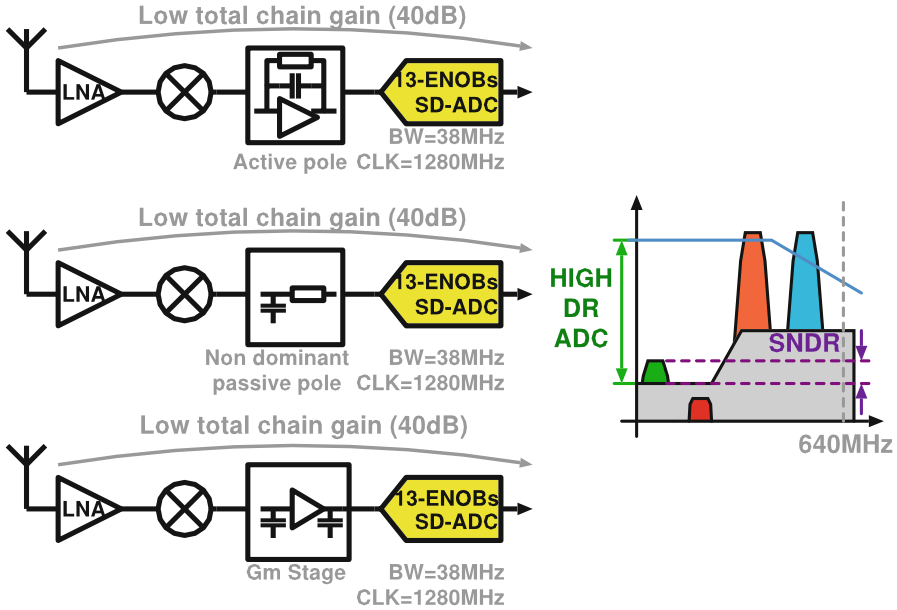 Low total chain gain (40dB)
LNA
13-ENOBs
SD-ADC
BW=38MHz
Active pole
CLK=1280MHz
Low total chain gain (40dB)
LNA
13-ENOBs
SD-ADC
Non dominant
passive pole
BW=38MHz
CLK=1280MHz
Low total chain gain (40dB)
LNA
13-ENOBs
SD-ADC
Gm Stage
BW=38MHz
CLK=1280MHz
HIGH
DR
ADC
SNDR
640MHz